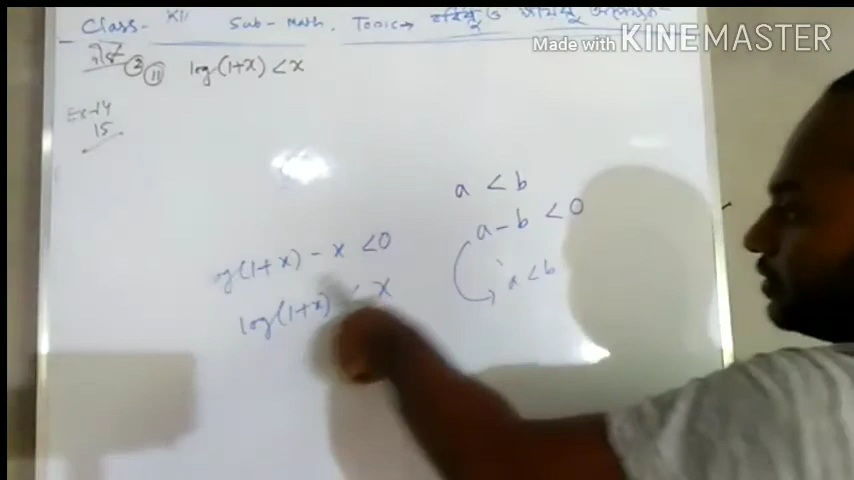 Class- XII Sub- Math. Topic→
Made with KINEMASTER
③ ⑪ log(1+x) < x
Ex-14
15
a < b
a - b < 0
log(1+x) - x < 0
a < b
log(1+x) < x